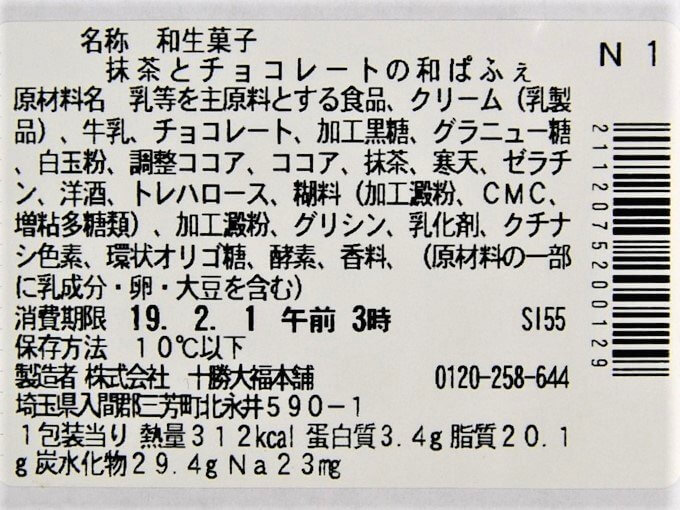 名称　和生菓子
抹茶とチョコレートの和ぱふぇ
N 1
原材料名　乳等を主原料とする食品、クリーム（乳製
品）、牛乳、チョコレート、加工黒糖、グラニュー糖
、白玉粉、調整ココア、ココア、抹茶、寒天、ゼラチ
ン、洋酒、トレハロース、糊料（加工澱粉、ＣＭＣ、
増粘多糖類）、加工澱粉、グリシン、乳化剤、クチナ
シ色素、環状オリゴ糖、酵素、香料、（原材料の一部
に乳成分・卵・大豆を含む）
消費期限　19. 2. 1 午前 3時　SI55
保存方法　１０℃以下
製造者 株式会社　十勝大福本舗　0120-258-644
埼玉県入間郡三芳町北永井５９０－１
１包装当り 熱量３１２kcal 蛋白質３.４g 脂質２０.１
g 炭水化物２９.４g Ｎａ２３mg
2112075200129